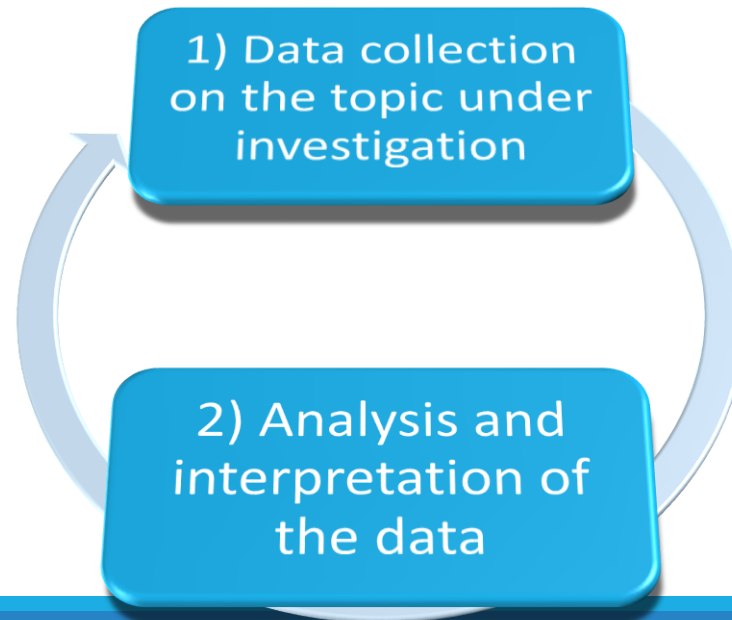 1) Data collection
on the topic under
investigation
2) Analysis and
interpretation of
the data